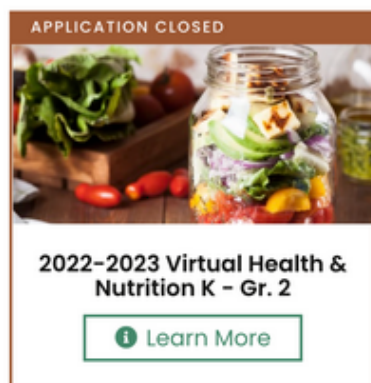 APPLICATION CLOSED
2022-2023 Virtual Health &
Nutrition K - Gr. 2
Learn More